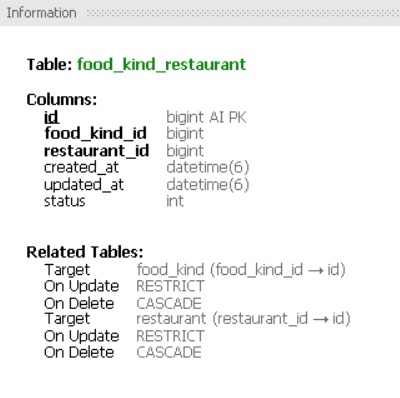 Information
Table: food_kind_restaurant
Columns:
id bigint AI PK
food_kind_id bigint
restaurant_id bigint
created_at datetime(6)
updated_at datetime(6)
status int
Related Tables:
Target food_kind (food_kind_id → id)
On Update RESTRICT
On Delete CASCADE
Target restaurant (restaurant_id → id)
On Update RESTRICT
On Delete CASCADE